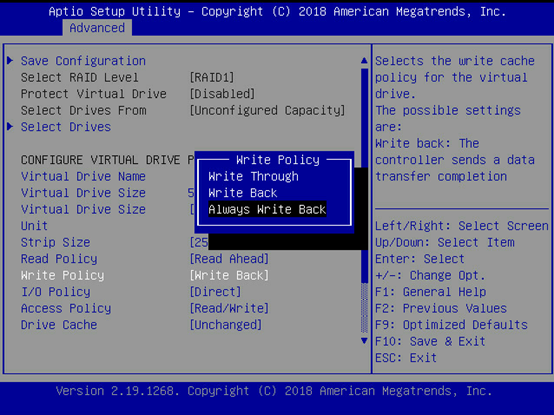 Aptio Setup Utility – Copyright (C) 2018 American Megatrends, Inc.
Advanced
Save Configuration
Select RAID Level [RAID1]
Protect Virtual Drive [Disabled]
Select Drives From [Unconfigured Capacity]
Select Drives
CONFIGURE VIRTUAL DRIVE P
Virtual Drive Name
Virtual Drive Size 5
Virtual Drive Size [
Unit
Strip Size [25
Read Policy [Read Ahead]
Write Policy [Write Back]
I/O Policy [Direct]
Access Policy [Read/Write]
Drive Cache [Unchanged]
Write Policy
Write Through
Write Back
Always Write Back
Selects the write cache
policy for the virtual
drive.
The possible settings
are:
Write back: The
controller sends a data
transfer completion
Left/Right: Select Screen
Up/Down: Select Item
Enter: Select
+/-: Change Opt.
F1: General Help
F2: Previous Values
F9: Optimized Defaults
F10: Save & Exit
ESC: Exit
Version 2.19.1268. Copyright (C) 2018 American Megatrends, Inc.